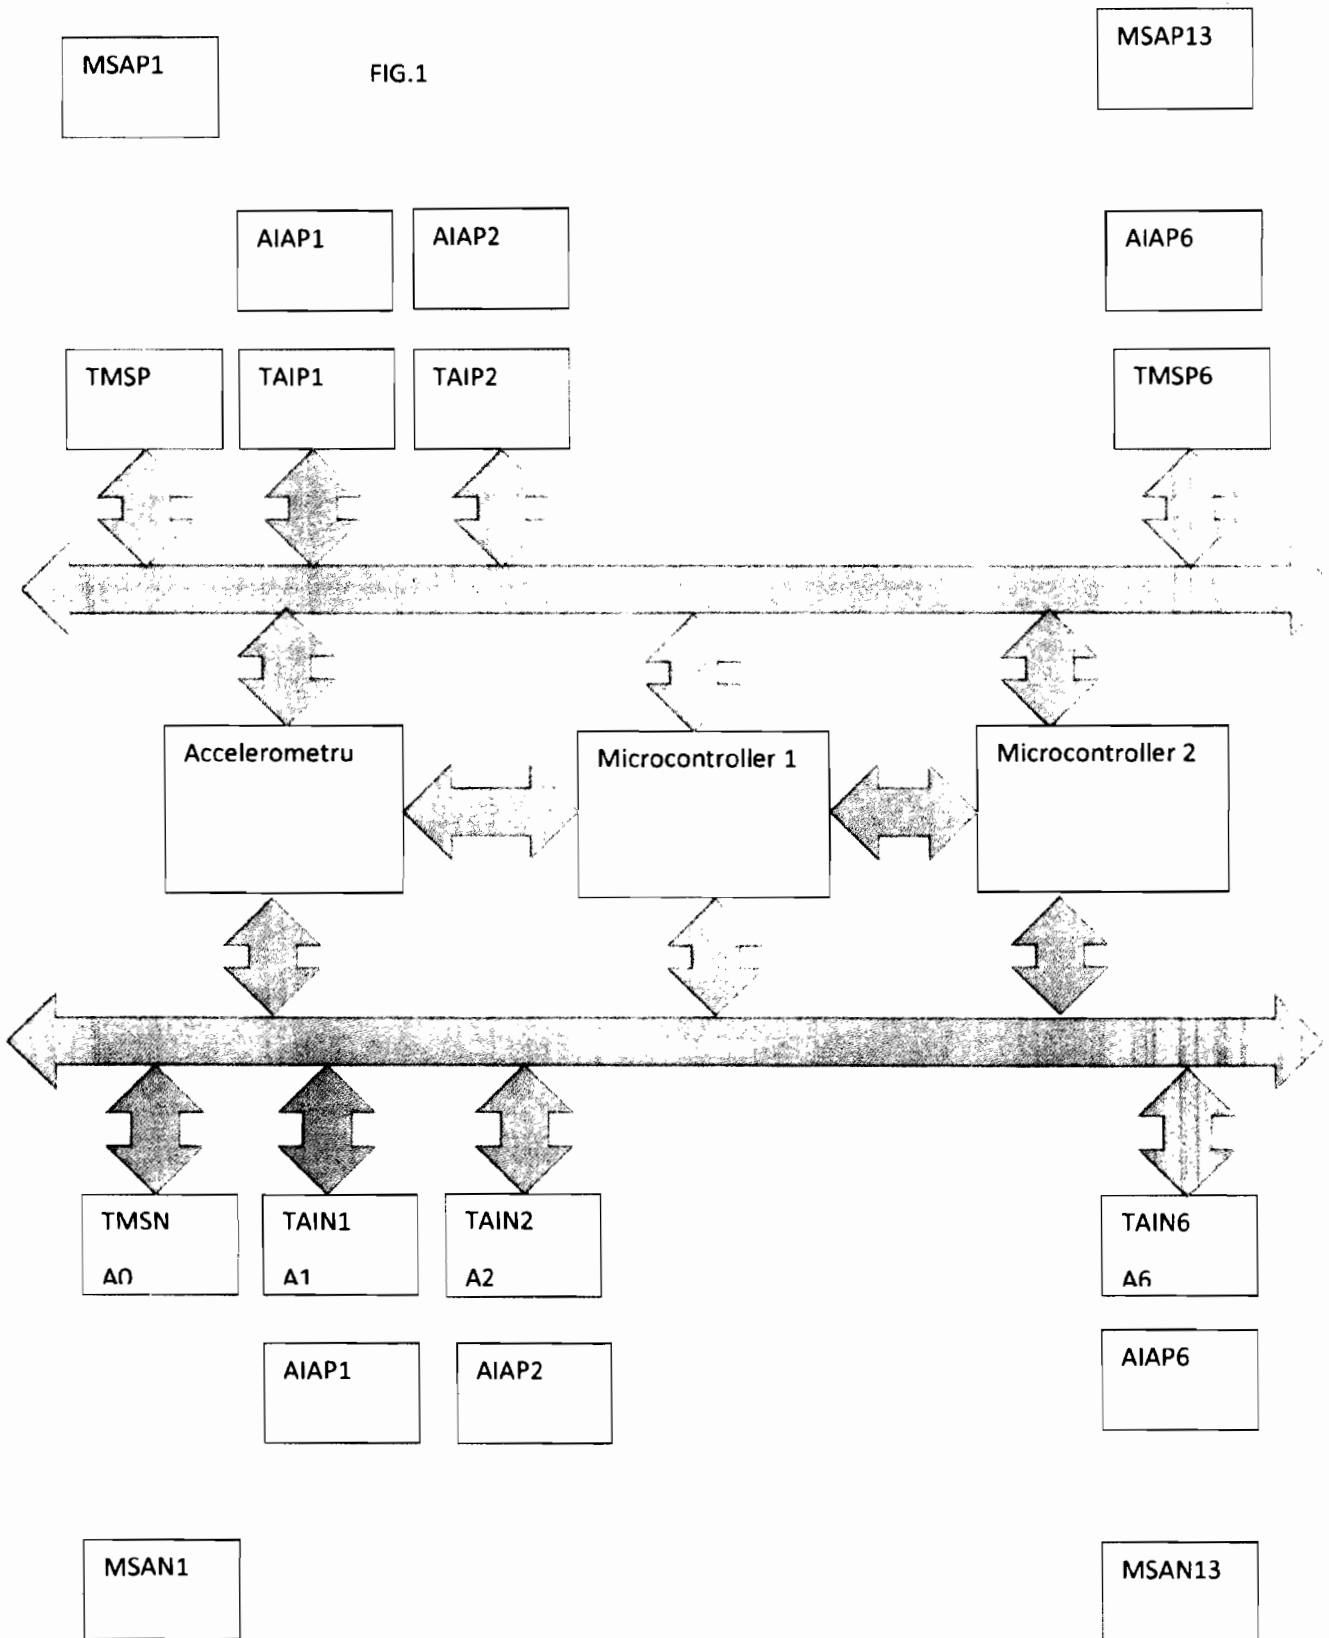 MSAP1
FIG.1
MSAP13
AIAP1
AIAP2
AIAP6
TMSP
TAIP1
TAIP2
TMSP6
Accelerometru
Microcontroller 1
Microcontroller 2
TMSN
A0
TAIN1
A1
TAIN2
A2
TAIN6
A6
AIAP1
AIAP2
AIAP6
MSAN1
MSAN13